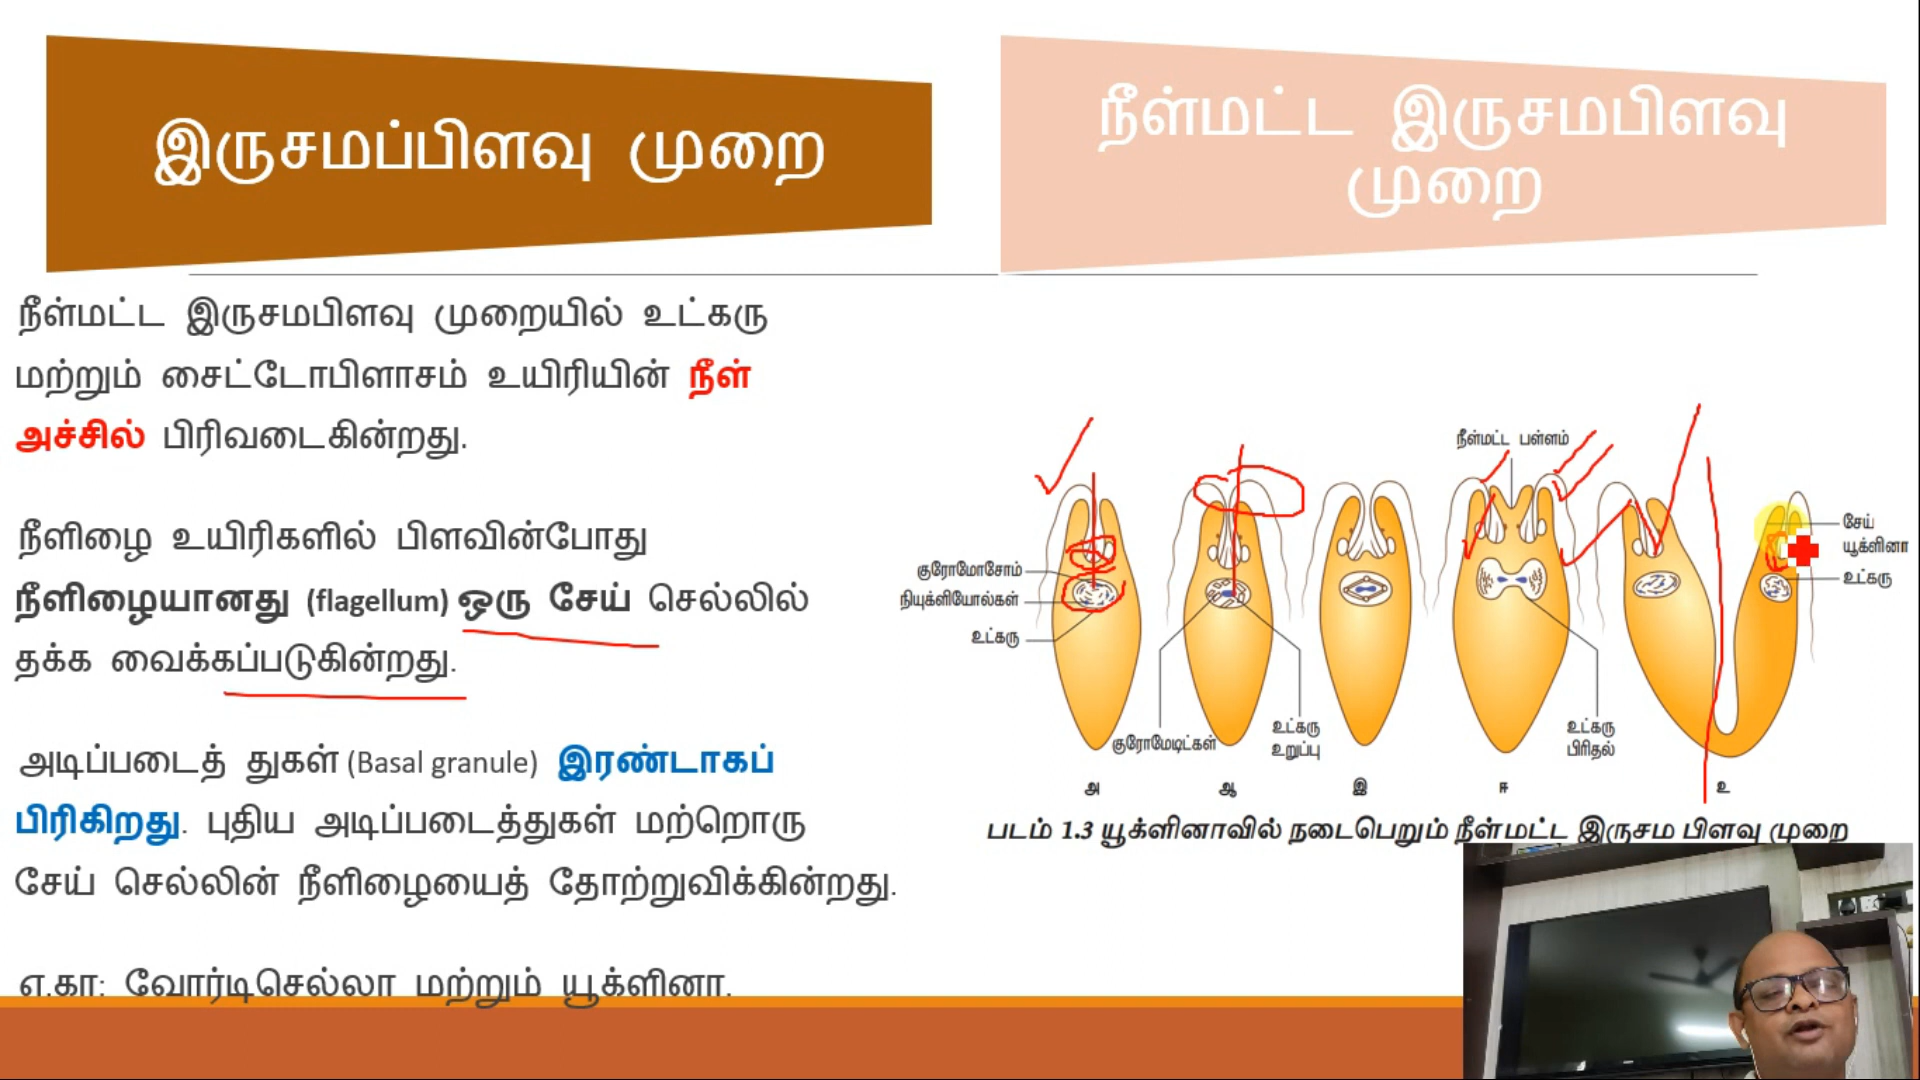 இருசமப்பிளவு முறை
நீள்மட்ட இருசமபிளவு
முறை
நீள்மட்ட இருசமபிளவு முறையில் உட்கரு
மற்றும் சைட்டோபிளாசம் உயிரியின் நீள்
அச்சில் பிரிவடைகின்றது.
நீளிழை உயிரிகளில் பிளவின்போது
நீளிழையானது (flagellum) ஒரு சேய் செல்லில்
தக்க வைக்கப்படுகின்றது.
அடிப்படைத் துகள் (Basal granule) இரண்டாகப்
பிரிகிறது. புதிய அடிப்படைத்துகள் மற்றொரு
சேய் செல்லின் நீளிழையைத் தோற்றுவிக்கின்றது.
எ.கா: வோர்டிசெல்லா மற்றும் யூக்ளினா.
நீள்மட்ட பள்ளம்
குரோமோசோம்
நியுக்ளியோல்கள்
உட்கரு
குரோமேடிட்கள்
உட்கரு
உறுப்பு
உட்கரு
பிரிதல்
சேய்
யூக்ளினா
உட்கரு
அ ஆ இ ஈ உ
படம் 1.3 யூக்ளினாவில் நடைபெறும் நீள்மட்ட இருசம பிளவு முறை